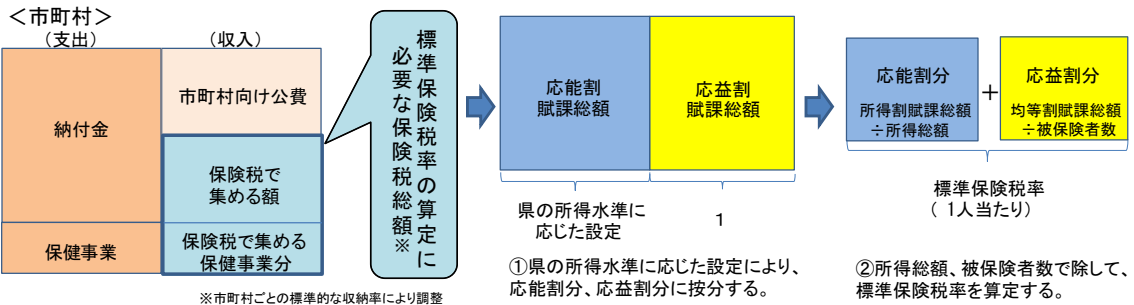 ＜市町村＞
（支出）
（収入）
納付金
保健事業
市町村向け公費
保険税で
集める額
保険税で集める
保健事業分
標準保険税率の算定に
必要な保険税総額※
※市町村ごとの標準的な収納率により調整
応能割
賦課総額
応益割
賦課総額
県の所得水準に
応じた設定
1
①県の所得水準に応じた設定により、
応能割分、応益割分に按分する。
応能割分
所得割賦課総額
÷所得総額
＋
応益割分
均等割賦課総額
÷被保険者数
標準保険税率
（ 1人当たり）
②所得総額、被保険者数で除して、
標準保険税率を算定する。